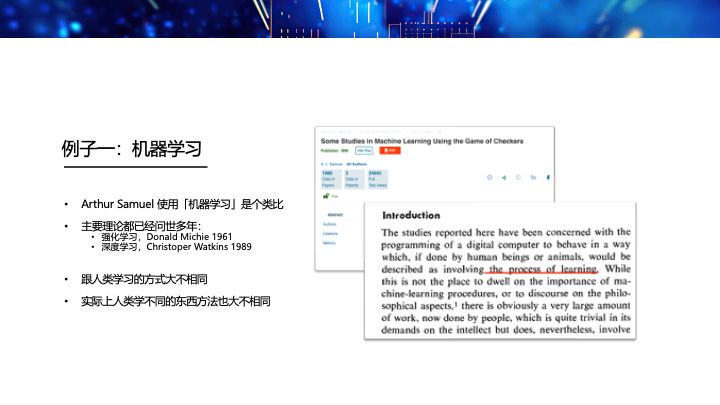 例子一：机器学习
• Arthur Samuel 使用「机器学习」是个类比
• 主要理论都已经问世多年：
• 强化学习，Donald Michie 1961
• 深度学习，Christoper Watkins 1989
• 跟人类学习的方式大不相同
• 实际上人类学不同的东西方法也大不相同
Some Studies in Machine Learning Using the Game of Checkers
Publisher: IBM Cite This PDF
A. L. Samuel All Authors
Cites in Cites in Full
Papers Patents Text Views
Free
Abstract
Authors
Citations
Metrics
Introduction
The studies reported here have been concerned with the
programming of a digital computer to behave in a way
which, if done by human beings or animals, would be
described as involving the process of learning. While
this is not the place to dwell on the importance of ma-
chine-learning procedures, or to discourse on the philo-
sophical aspects,¹ there is obviously a very large amount
of work, now done by people, which is quite trivial in its
demands on the intellect but does, nevertheless, involve